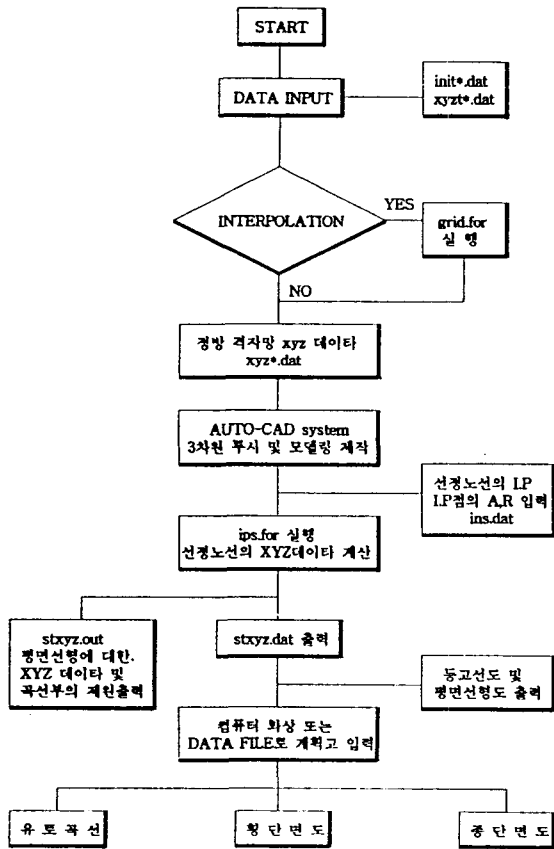 START
DATA INPUT
init*.dat
xyzt*.dat
INTERPOLATION
YES
grid.for
실 행
NO
정방 격자망 xyz 데이타
xyz*.dat
AUTO-CAD system
3차원 투시 및 모델링 제작
선정노선의 I.P
I.P점의 A,R 입력
ins.dat
ips.for 실행
선정노선의 XYZ데이타 계산
stxyz.out
평면선형에 대한.
XYZ 데이타 및
곡선부의 제원출력
stxyz.dat 출력
등고선도 및
평면선형도 출력
컴퓨터 화상 또는
DATA FILE로 계획고 입력
유 토 곡 선
횡 단 면 도
종 단 면 도